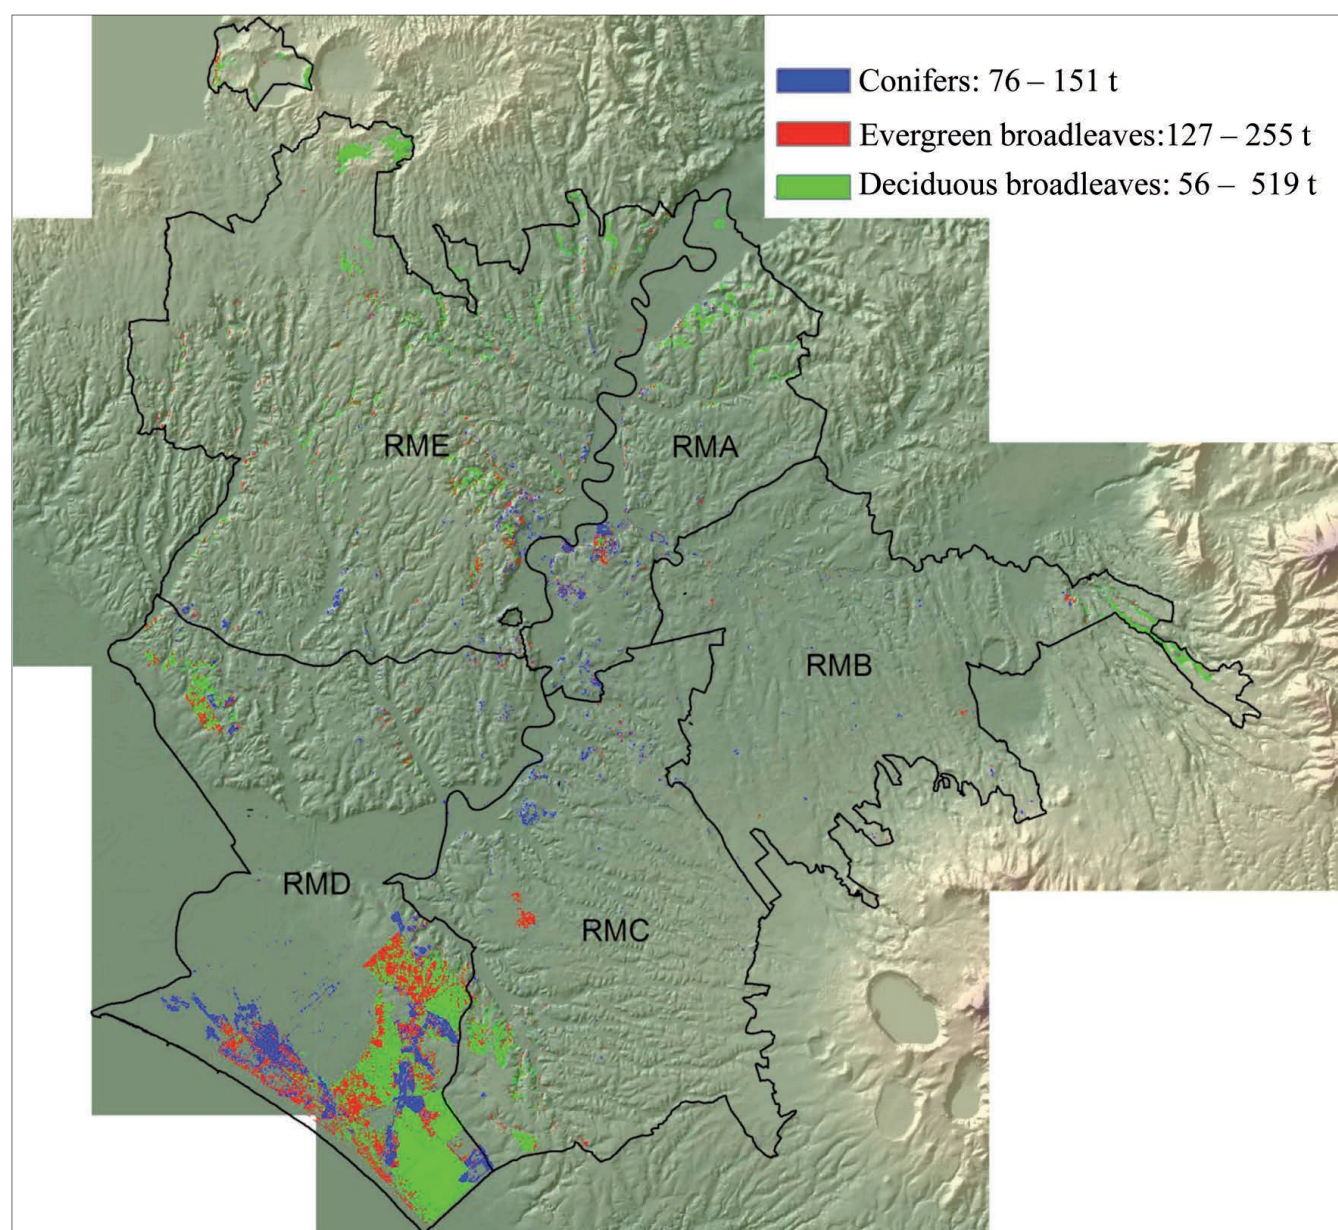 Conifers: 76 – 151 t
Evergreen broadleaves:127 – 255 t
Deciduous broadleaves: 56 – 519 t
RME
RMA
RMB
RMD
RMC